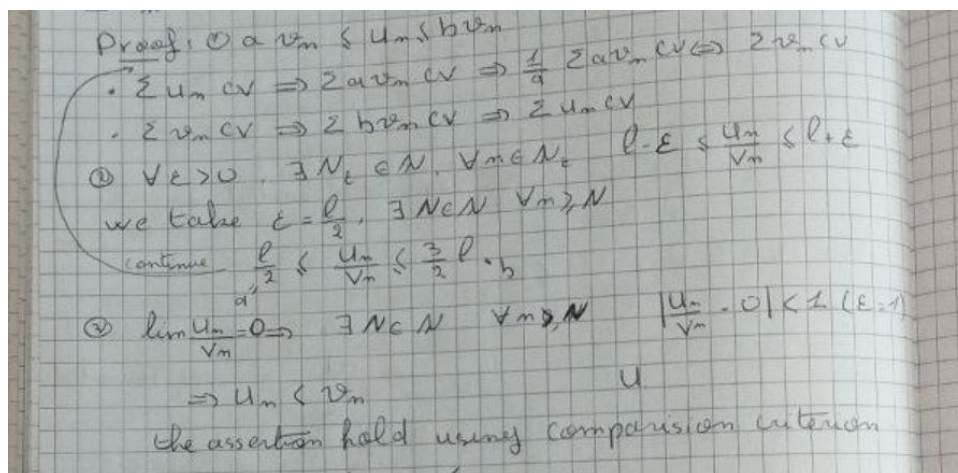 Proof: ① a vn ≤ un ≤ b vn
· Σ un cv ⇒ Σ a vn cv ⇒ 1/a Σ a vn cv ⇔ Σ vn cv
· Σ vn cv ⇒ Σ b vn cv ⇒ Σ un cv
② ∀ε>0, ∃ Nε ∈ N, ∀n ∈ Nε l-ε ≤ un/vn ≤ l+ε
we take ε = l/2, ∃ N∈N ∀n≥N
continue l/2 ≤ un/vn ≤ 3/2 l · b
a
② lim un/vn = 0 ⇒ ∃ N∈N ∀n≥N |un/vn - 0| < 1 (ε=1)
⇒ un < vn u
the assertion hold using comparision criterion